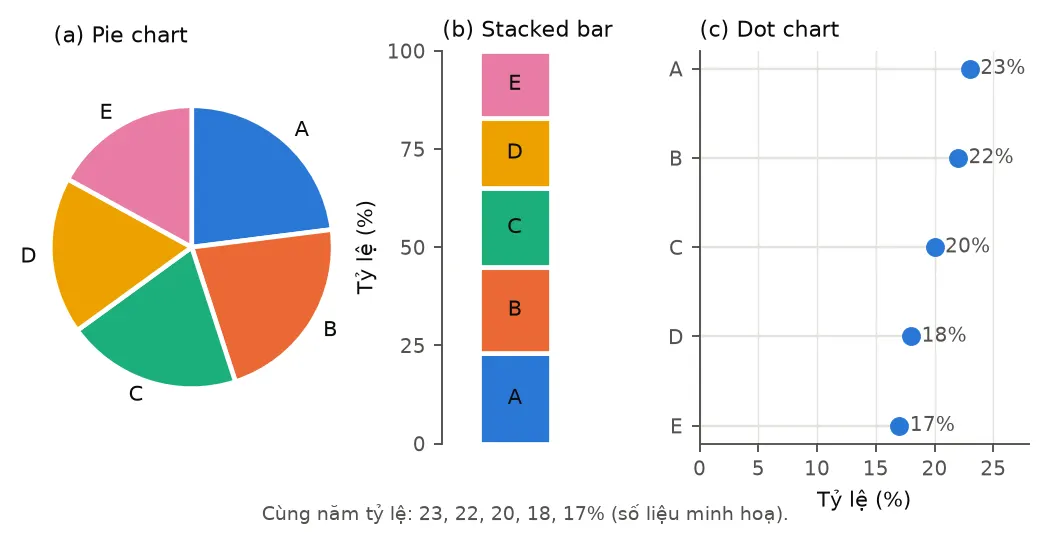 (a) Pie chart
A
B
C
D
E
(b) Stacked bar
Tỷ lệ (%)
100
75
50
25
0
E
D
C
B
A
(c) Dot chart
A
23%
B
22%
C
20%
D
18%
E
17%
0 5 10 15 20 25
Tỷ lệ (%)
Cùng năm tỷ lệ: 23, 22, 20, 18, 17% (số liệu minh hoạ).